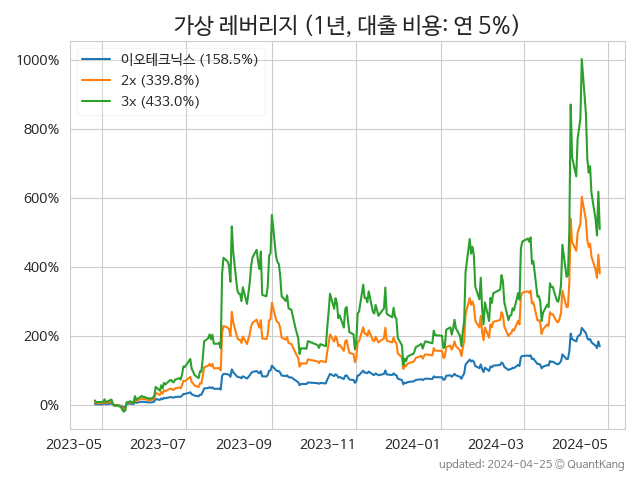 가상 레버리지 (1년, 대출 비용: 연 5%)
이오테크닉스 (158.5%)
2x (339.8%)
3x (433.0%)
1000%
800%
600%
400%
200%
0%
2023-05 2023-07 2023-09 2023-11 2024-01 2024-03 2024-05
updated: 2024-04-25 © QuantKang